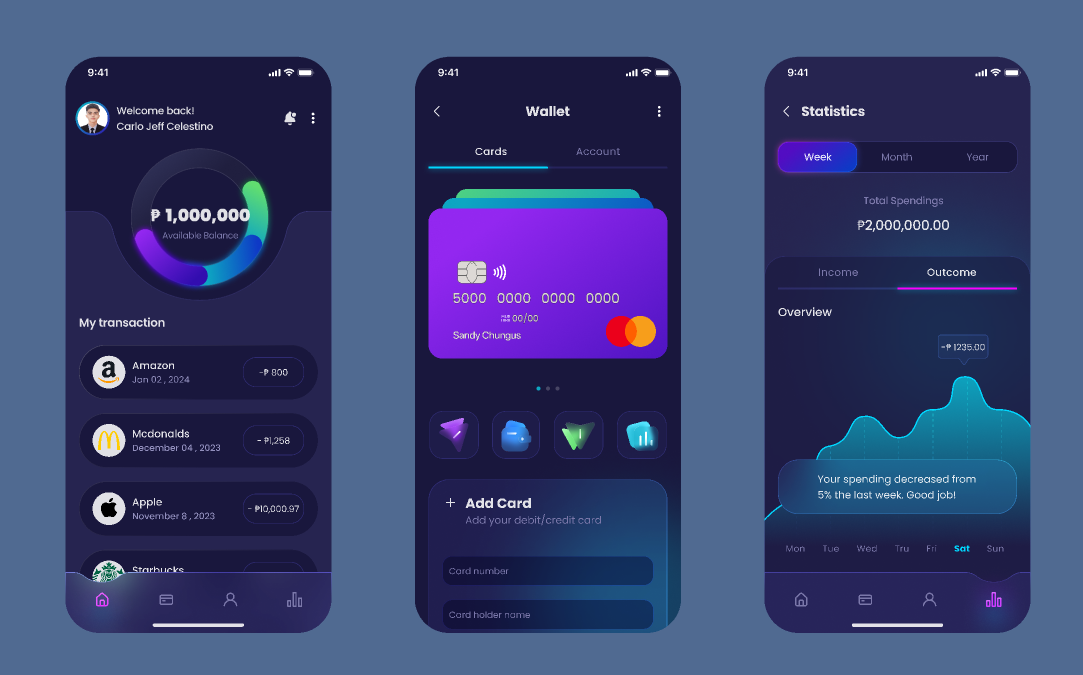 9:41
Welcome back!
Carlo Jeff Celestino
₱ 1,000,000
Available Balance
My transaction
Amazon
Jan 02 , 2024
-₱ 800
Mcdonalds
December 04 , 2023
- ₱1,258
Apple
November 8 , 2023
- ₱10,000.97
Starbucks
9:41
Wallet
Cards
Account
5000 0000 0000 0000
00/00
Sandy Chungus
Add Card
Add your debit/credit card
Card number
Card holder name
9:41
Statistics
Week
Month
Year
Total Spendings
₱2,000,000.00
Income
Outcome
Overview
-₱ 1235.00
Your spending decreased from
5% the last week. Good job!
Mon Tue Wed Tru Fri Sat Sun